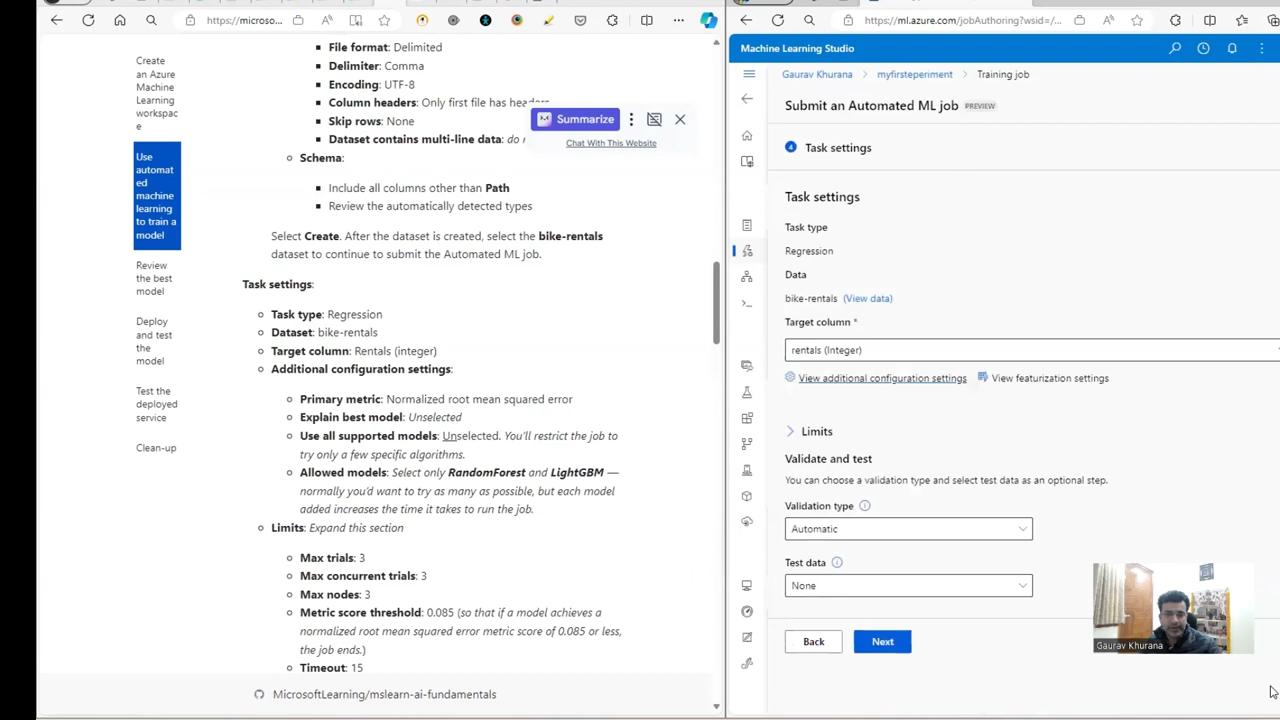 https://microso...
Create
an Azure
Machine
Learning
workspac
e
Use
automat
ed
machine
learning
to train a
model
Review
the best
model
Deploy
and test
the
model
Test the
deployed
service
Clean-up
File format: Delimited
Delimiter: Comma
Encoding: UTF-8
Column headers: Only first file has headers
Skip rows: None
Dataset contains multi-line data: do
Summarize
Chat With This Website
Schema:
Include all columns other than Path
Review the automatically detected types
Select Create. After the dataset is created, select the bike-rentals
dataset to continue to submit the Automated ML job.
Task settings:
Task type: Regression
Dataset: bike-rentals
Target column: Rentals (integer)
Additional configuration settings:
Primary metric: Normalized root mean squared error
Explain best model: Unselected
Use all supported models: Unselected. You'll restrict the job to
try only a few specific algorithms.
Allowed models: Select only RandomForest and LightGBM —
normally you'd want to try as many as possible, but each model
added increases the time it takes to run the job.
Limits: Expand this section
Max trials: 3
Max concurrent trials: 3
Max nodes: 3
Metric score threshold: 0.085 (so that if a model achieves a
normalized root mean squared error metric score of 0.085 or less,
the job ends.)
Timeout: 15
MicrosoftLearning/mslearn-ai-fundamentals
https://ml.azure.com/jobAuthoring?wsid=/...
Machine Learning Studio
Gaurav Khurana > myfirsteperiment > Training job
Submit an Automated ML job PREVIEW
4 Task settings
Task settings
Task type
Regression
Data
bike-rentals (View data)
Target column *
rentals (Integer)
View additional configuration settings View featurization settings
Limits
Validate and test
You can choose a validation type and select test data as an optional step.
Validation type
Automatic
Test data
None
Back Next
Gaurav Khurana